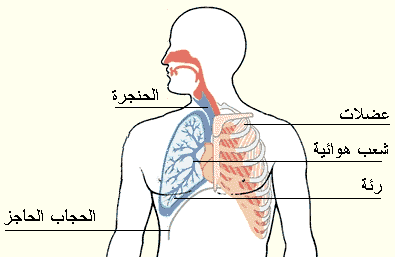 الحنجرة
عضلات
شعب هوائية
رئة
الحجاب الحاجز